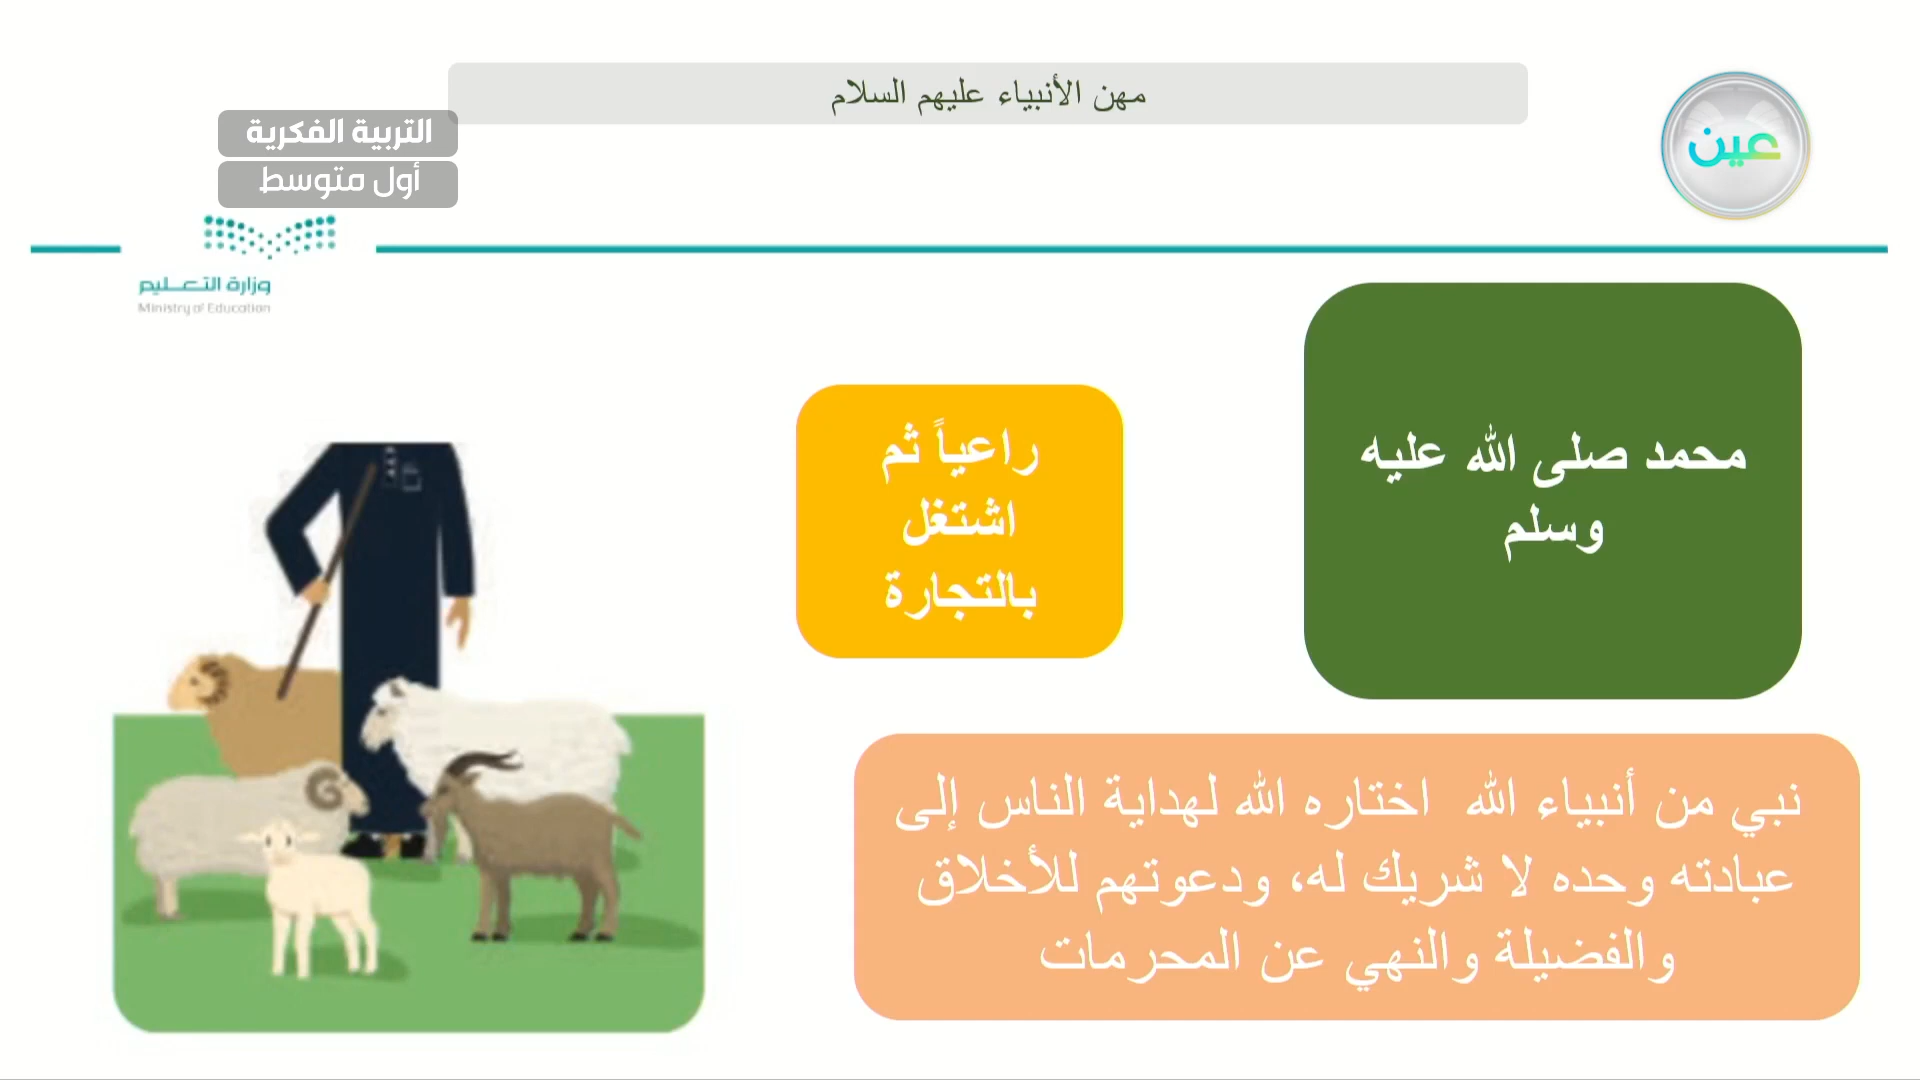 مهن الأنبياء عليهم السلام
عين
التربية الفكرية
أول متوسط
وزارة التعليم
Ministry of Education
محمد صلى الله عليه
وسلم
راعياً ثم
اشتغل
بالتجارة
نبي من أنبياء الله اختاره الله لهداية الناس إلى
عبادته وحده لا شريك له، ودعوتهم للأخلاق
والفضيلة والنهي عن المحرمات